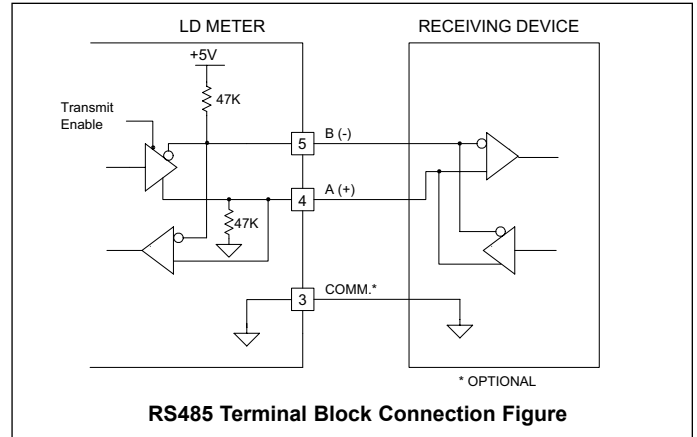 LD METER
RECEIVING DEVICE
+5V
47K
Transmit
Enable
5
B (-)
4
A (+)
47K
3
COMM.*
* OPTIONAL
RS485 Terminal Block Connection Figure